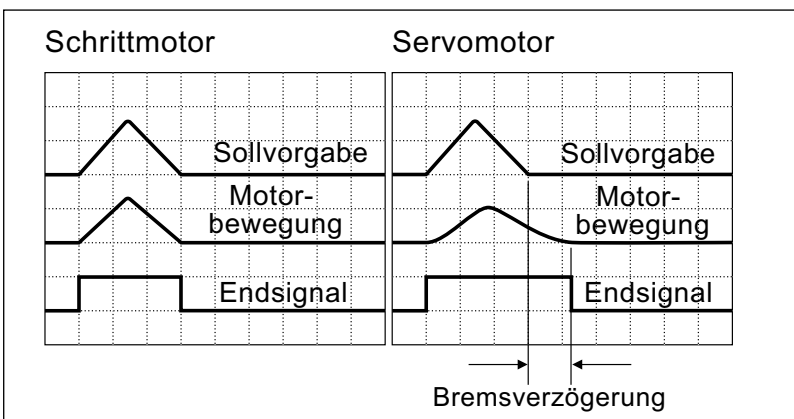 Schrittmotor
Sollvorgabe
Motor-
bewegung
Endsignal
Servomotor
Sollvorgabe
Motor-
bewegung
Endsignal
Bremsverzögerung